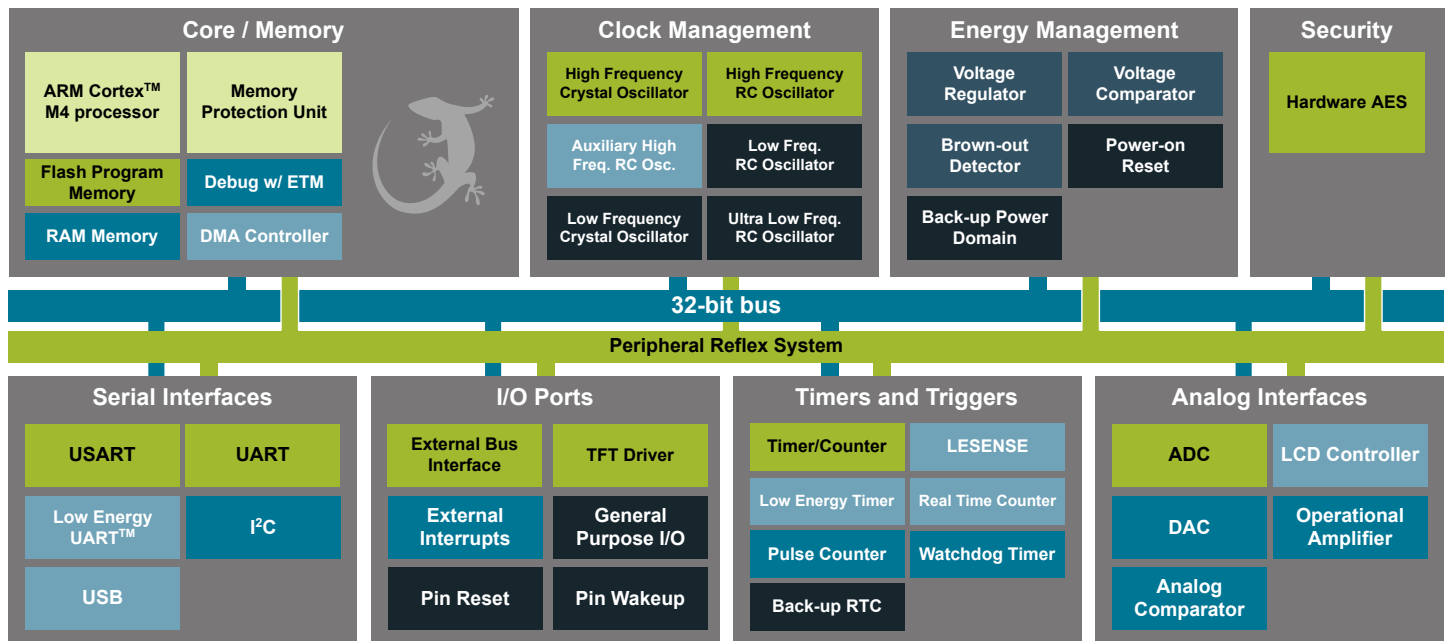 Core / Memory
ARM Cortex™
M4 processor
Memory
Protection Unit
Flash Program
Memory
Debug w/ ETM
RAM Memory
DMA Controller
Clock Management
High Frequency
Crystal Oscillator
High Frequency
RC Oscillator
Auxiliary High
Freq. RC Osc.
Low Freq.
RC Oscillator
Low Frequency
Crystal Oscillator
Ultra Low Freq.
RC Oscillator
Energy Management
Voltage
Regulator
Voltage
Comparator
Brown-out
Detector
Power-on
Reset
Back-up Power
Domain
Security
Hardware AES
32-bit bus
Peripheral Reflex System
Serial Interfaces
USART
UART
Low Energy
UART™
I²C
USB
I/O Ports
External Bus
Interface
TFT Driver
External
Interrupts
General
Purpose I/O
Pin Reset
Pin Wakeup
Timers and Triggers
Timer/Counter
LESENSE
Low Energy Timer
Real Time Counter
Pulse Counter
Watchdog Timer
Back-up RTC
Analog Interfaces
ADC
LCD Controller
DAC
Operational
Amplifier
Analog
Comparator